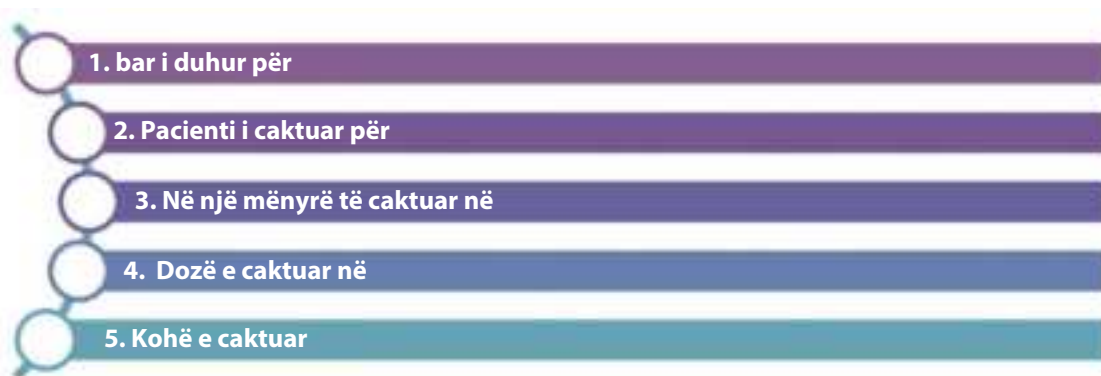 1. bar i duhur për
2. Pacienti i caktuar për
3. Në një mënyrë të caktuar në
4. Dozë e caktuar në
5. Kohë e caktuar